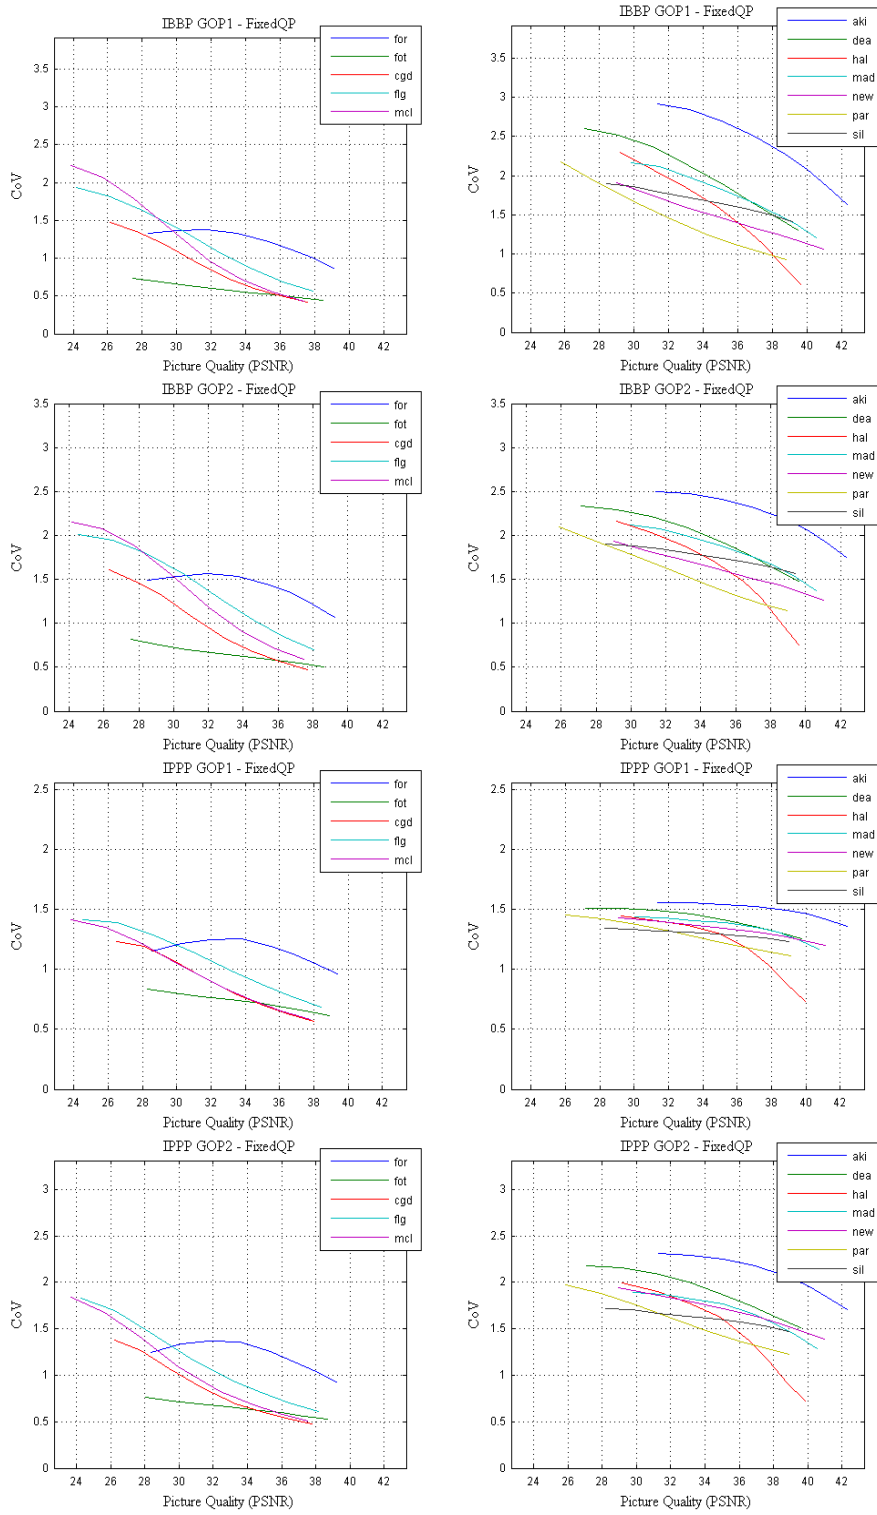 IBBP GOP1 - FixedQP
for
fot
cgd
flg
mcl
3.5
3
2.5
2
1.5
1
0.5
0
CoV
24 26 28 30 32 34 36 38 40 42
Picture Quality (PSNR)
IBBP GOP1 - FixedQP
aki
dea
hal
mad
new
par
sil
3.5
3
2.5
2
1.5
1
0.5
0
CoV
24 26 28 30 32 34 36 38 40 42
Picture Quality (PSNR)
IBBP GOP2 - FixedQP
for
fot
cgd
flg
mcl
3.5
3
2.5
2
1.5
1
0.5
0
CoV
24 26 28 30 32 34 36 38 40 42
Picture Quality (PSNR)
IBBP GOP2 - FixedQP
aki
dea
hal
mad
new
par
sil
3.5
3
2.5
2
1.5
1
0.5
0
CoV
24 26 28 30 32 34 36 38 40 42
Picture Quality (PSNR)
IPPP GOP1 - FixedQP
for
fot
cgd
flg
mcl
2.5
2
1.5
1
0.5
0
CoV
24 26 28 30 32 34 36 38 40 42
Picture Quality (PSNR)
IPPP GOP1 - FixedQP
aki
dea
hal
mad
new
par
sil
2.5
2
1.5
1
0.5
0
CoV
24 26 28 30 32 34 36 38 40 42
Picture Quality (PSNR)
IPPP GOP2 - FixedQP
for
fot
cgd
flg
mcl
3
2.5
2
1.5
1
0.5
0
CoV
24 26 28 30 32 34 36 38 40 42
Picture Quality (PSNR)
IPPP GOP2 - FixedQP
aki
dea
hal
mad
new
par
sil
3
2.5
2
1.5
1
0.5
0
CoV
24 26 28 30 32 34 36 38 40 42
Picture Quality (PSNR)